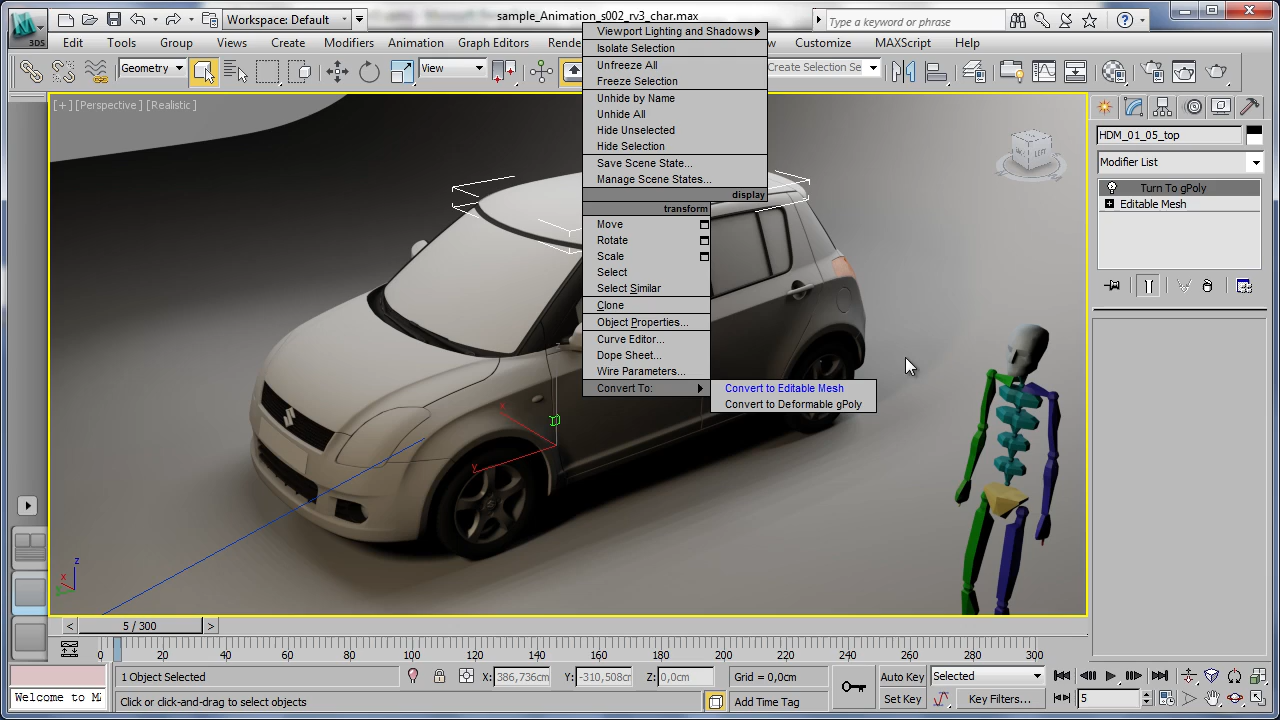 3DS
Workspace: Default
sample_Animation_s002_rv3_char.max
Type a keyword or phrase
Edit Tools Group Views Create Modifiers Animation Graph Editors Rende Customize MAXScript Help
Geometry
View
Create Selection Se
[+] [Perspective] [Realistic]
LEFT
HDM_01_05_top
Modifier List
Turn To gPoly
Editable Mesh
Viewport Lighting and Shadows
Isolate Selection
Unfreeze All
Freeze Selection
Unhide by Name
Unhide All
Hide Unselected
Hide Selection
Save Scene State...
Manage Scene States...
display
transform
Move
Rotate
Scale
Select
Select Similar
Clone
Object Properties...
Curve Editor...
Dope Sheet...
Wire Parameters...
Convert To:
Convert to Editable Mesh
Convert to Deformable gPoly
x
y
z
x
5 / 300
0 20 40 60 80 100 120 140 160 180 200 220 240 260 280 300
1 Object Selected
X: 386,736cm Y: -310,508cm Z: 0,0cm
Grid = 0,0cm
Auto Key
Selected
Welcome to M
Click or click-and-drag to select objects
Add Time Tag
Set Key
Key Filters...
5